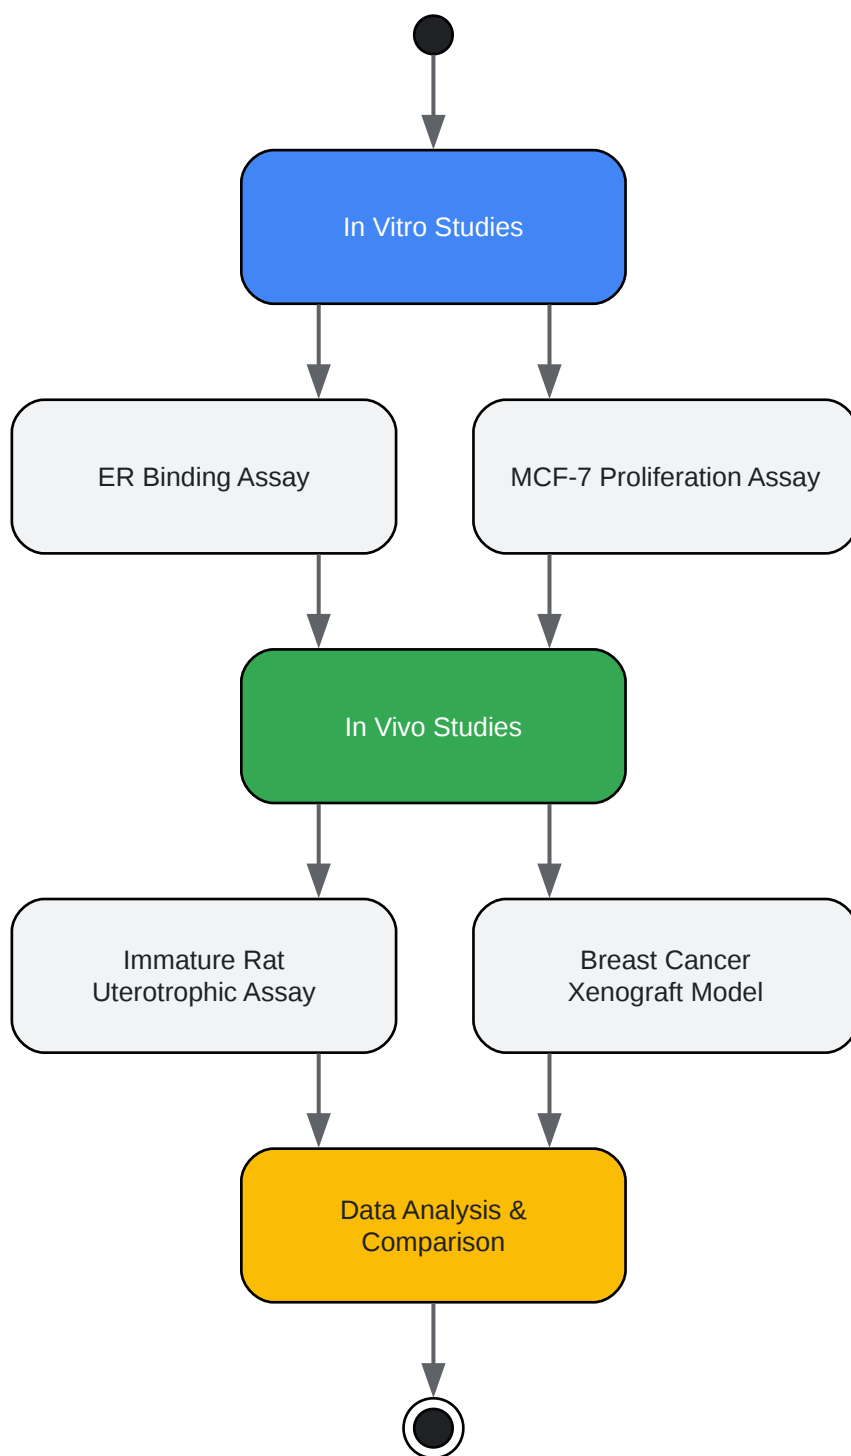 In Vitro Studies
ER Binding Assay
MCF-7 Proliferation Assay
In Vivo Studies
Immature Rat
Uterotrophic Assay
Breast Cancer
Xenograft Model
Data Analysis &
Comparison